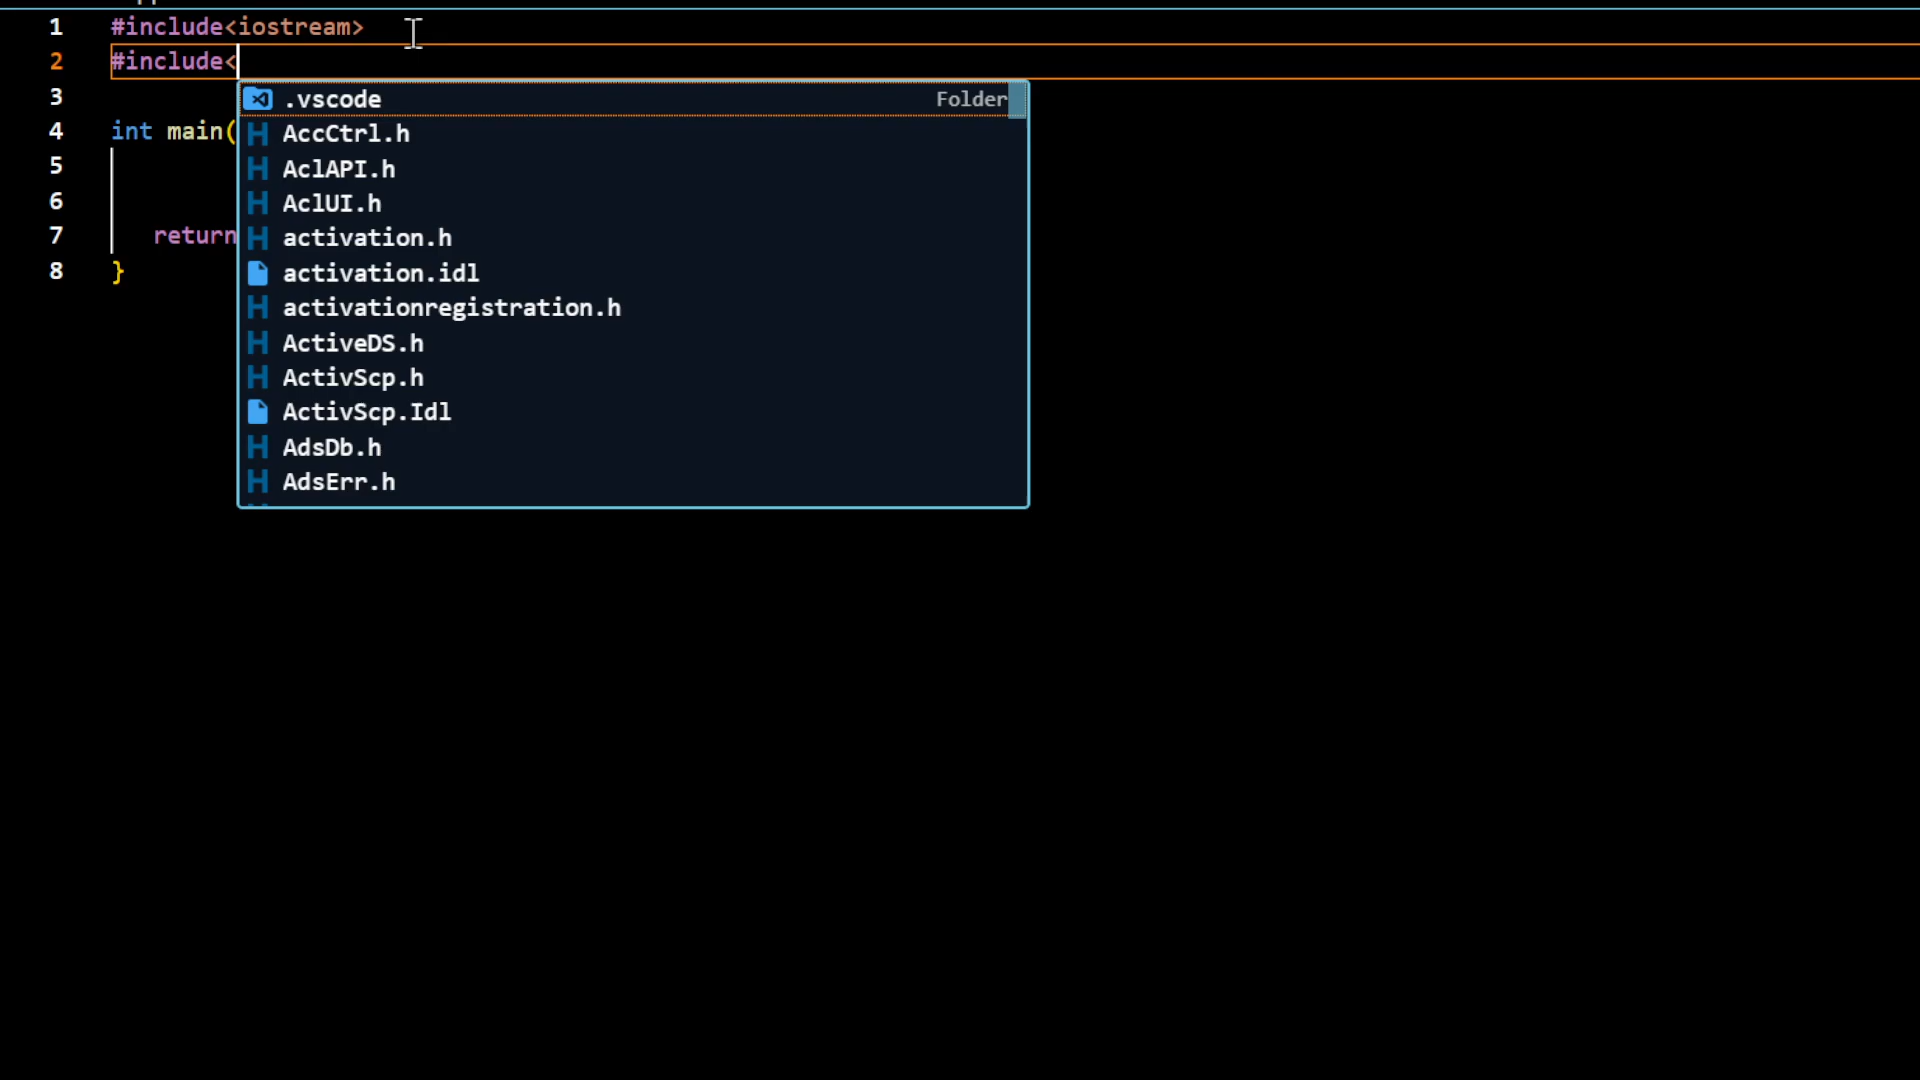 1 #include<iostream>
2 #include<
3
.vscode Folder
4 int main(
AccCtrl.h
5
AclAPI.h
6
AclUI.h
7 return
activation.h
8 }
activation.idl
activationregistration.h
ActiveDS.h
ActivScp.h
ActivScp.Idl
AdsDb.h
AdsErr.h